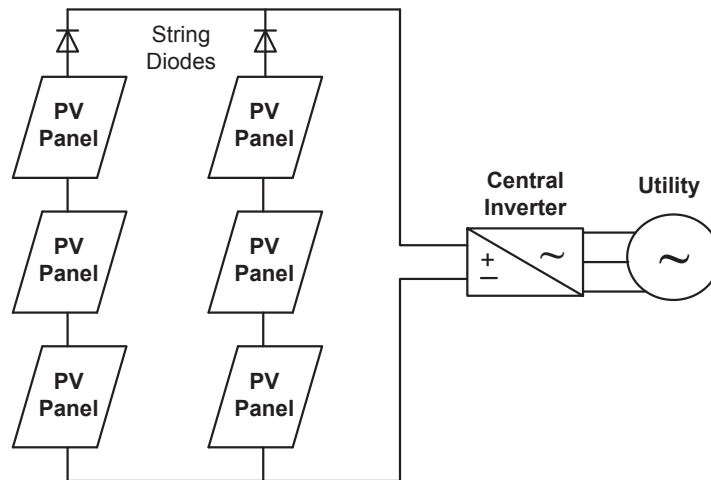 String
Diodes
PV
Panel
PV
Panel
Central
Inverter
Utility
+
−
~
~
PV
Panel
PV
Panel
PV
Panel
PV
Panel